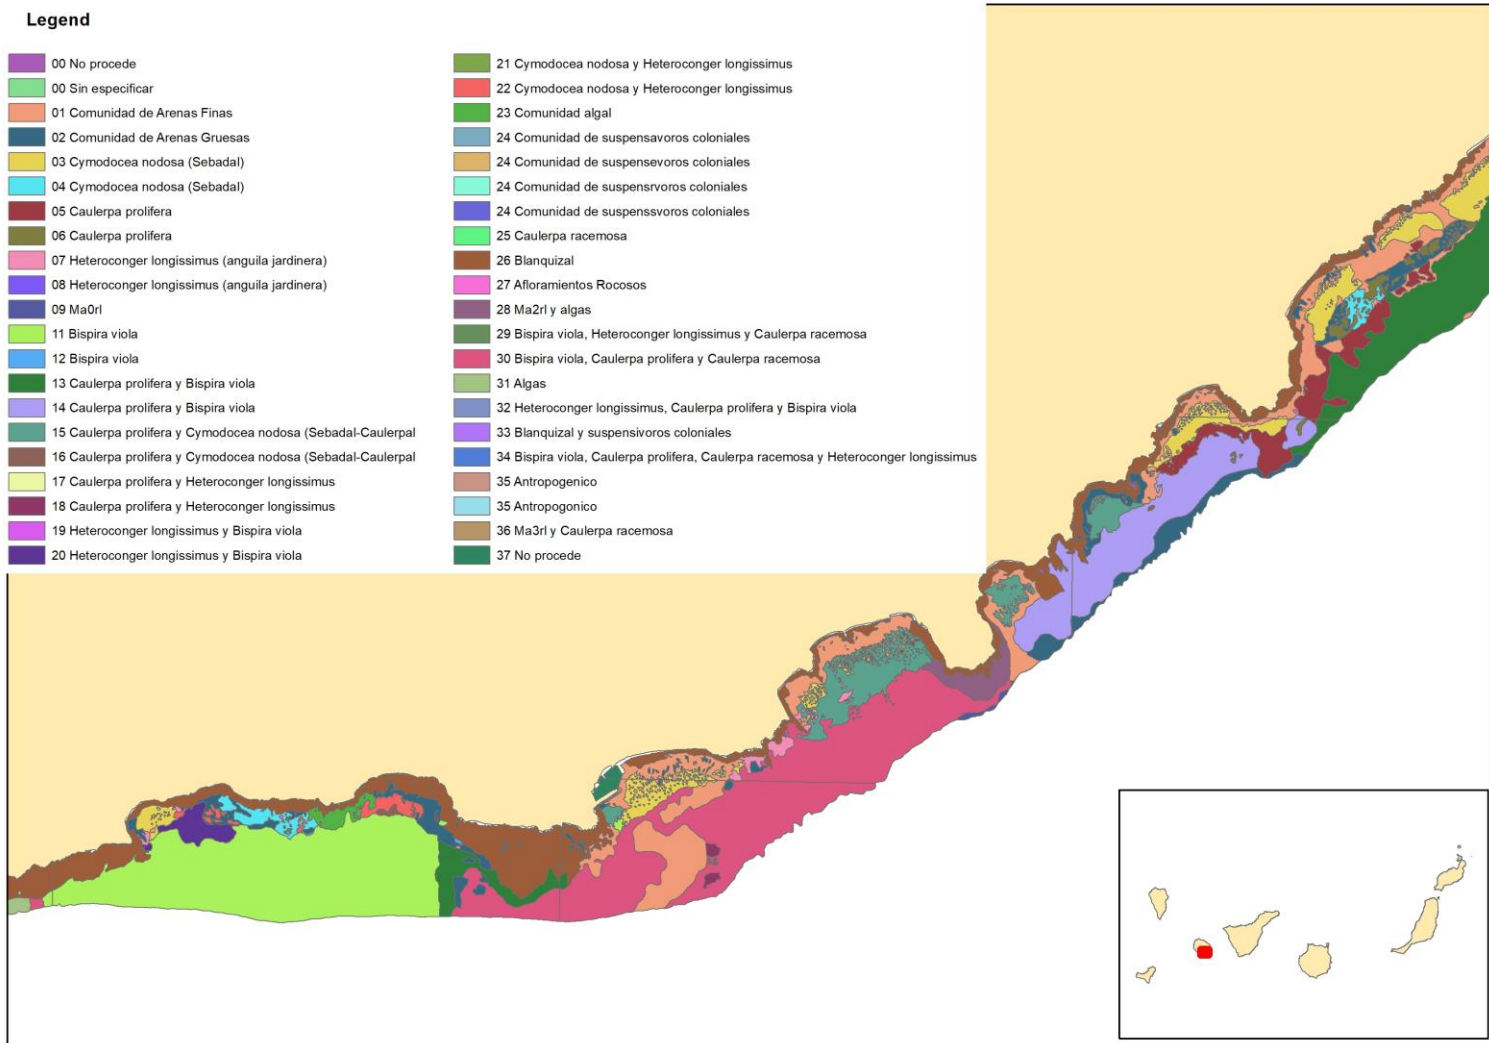 Legend
00 No procede
00 Sin especificar
01 Comunidad de Arenas Finas
02 Comunidad de Arenas Gruesas
03 Cymodocea nodosa (Sebadal)
04 Cymodocea nodosa (Sebadal)
05 Caulerpa prolifera
06 Caulerpa prolifera
07 Heteroconger longissimus (anguila jardinera)
08 Heteroconger longissimus (anguila jardinera)
09 Ma0rl
11 Bispira viola
12 Bispira viola
13 Caulerpa prolifera y Bispira viola
14 Caulerpa prolifera y Bispira viola
15 Caulerpa prolifera y Cymodocea nodosa (Sebadal-Caulerpal
16 Caulerpa prolifera y Cymodocea nodosa (Sebadal-Caulerpal
17 Caulerpa prolifera y Heteroconger longissimus
18 Caulerpa prolifera y Heteroconger longissimus
19 Heteroconger longissimus y Bispira viola
20 Heteroconger longissimus y Bispira viola
21 Cymodocea nodosa y Heteroconger longissimus
22 Cymodocea nodosa y Heteroconger longissimus
23 Comunidad algal
24 Comunidad de suspensavoros coloniales
24 Comunidad de suspensevoros coloniales
24 Comunidad de suspensrvoros coloniales
24 Comunidad de suspenssvoros coloniales
25 Caulerpa racemosa
26 Blanquizal
27 Afloramientos Rocosos
28 Ma2rl y algas
29 Bispira viola, Heteroconger longissimus y Caulerpa racemosa
30 Bispira viola, Caulerpa prolifera y Caulerpa racemosa
31 Algas
32 Heteroconger longissimus, Caulerpa prolifera y Bispira viola
33 Blanquizal y suspensivoros coloniales
34 Bispira viola, Caulerpa prolifera, Caulerpa racemosa y Heteroconger longissimus
35 Antropogenico
35 Antropogonico
36 Ma3rl y Caulerpa racemosa
37 No procede